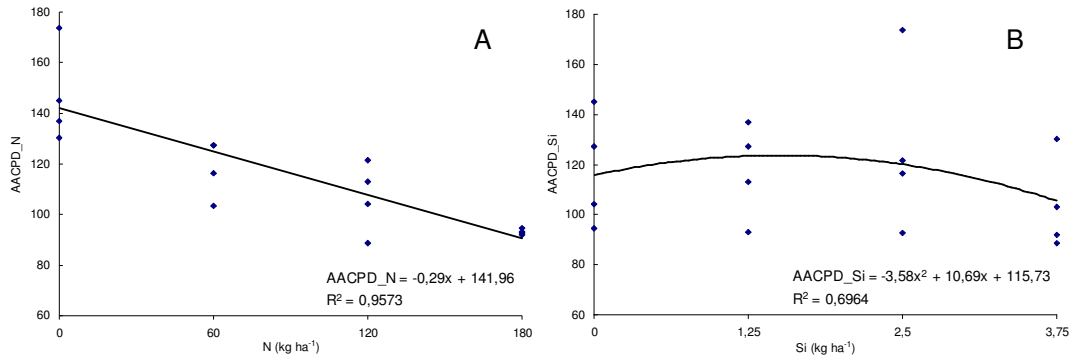 180
160
140
120
100
80
60
AACPD_N
A
AACPD_N = -0,29x + 141,96
R² = 0,9573
0 60 120 180
N (kg ha⁻¹)
180
160
140
120
100
80
60
AACPD_Si
B
AACPD_Si = -3,58x² + 10,69x + 115,73
R² = 0,6964
0 1,25 2,5 3,75
Si (kg ha⁻¹)